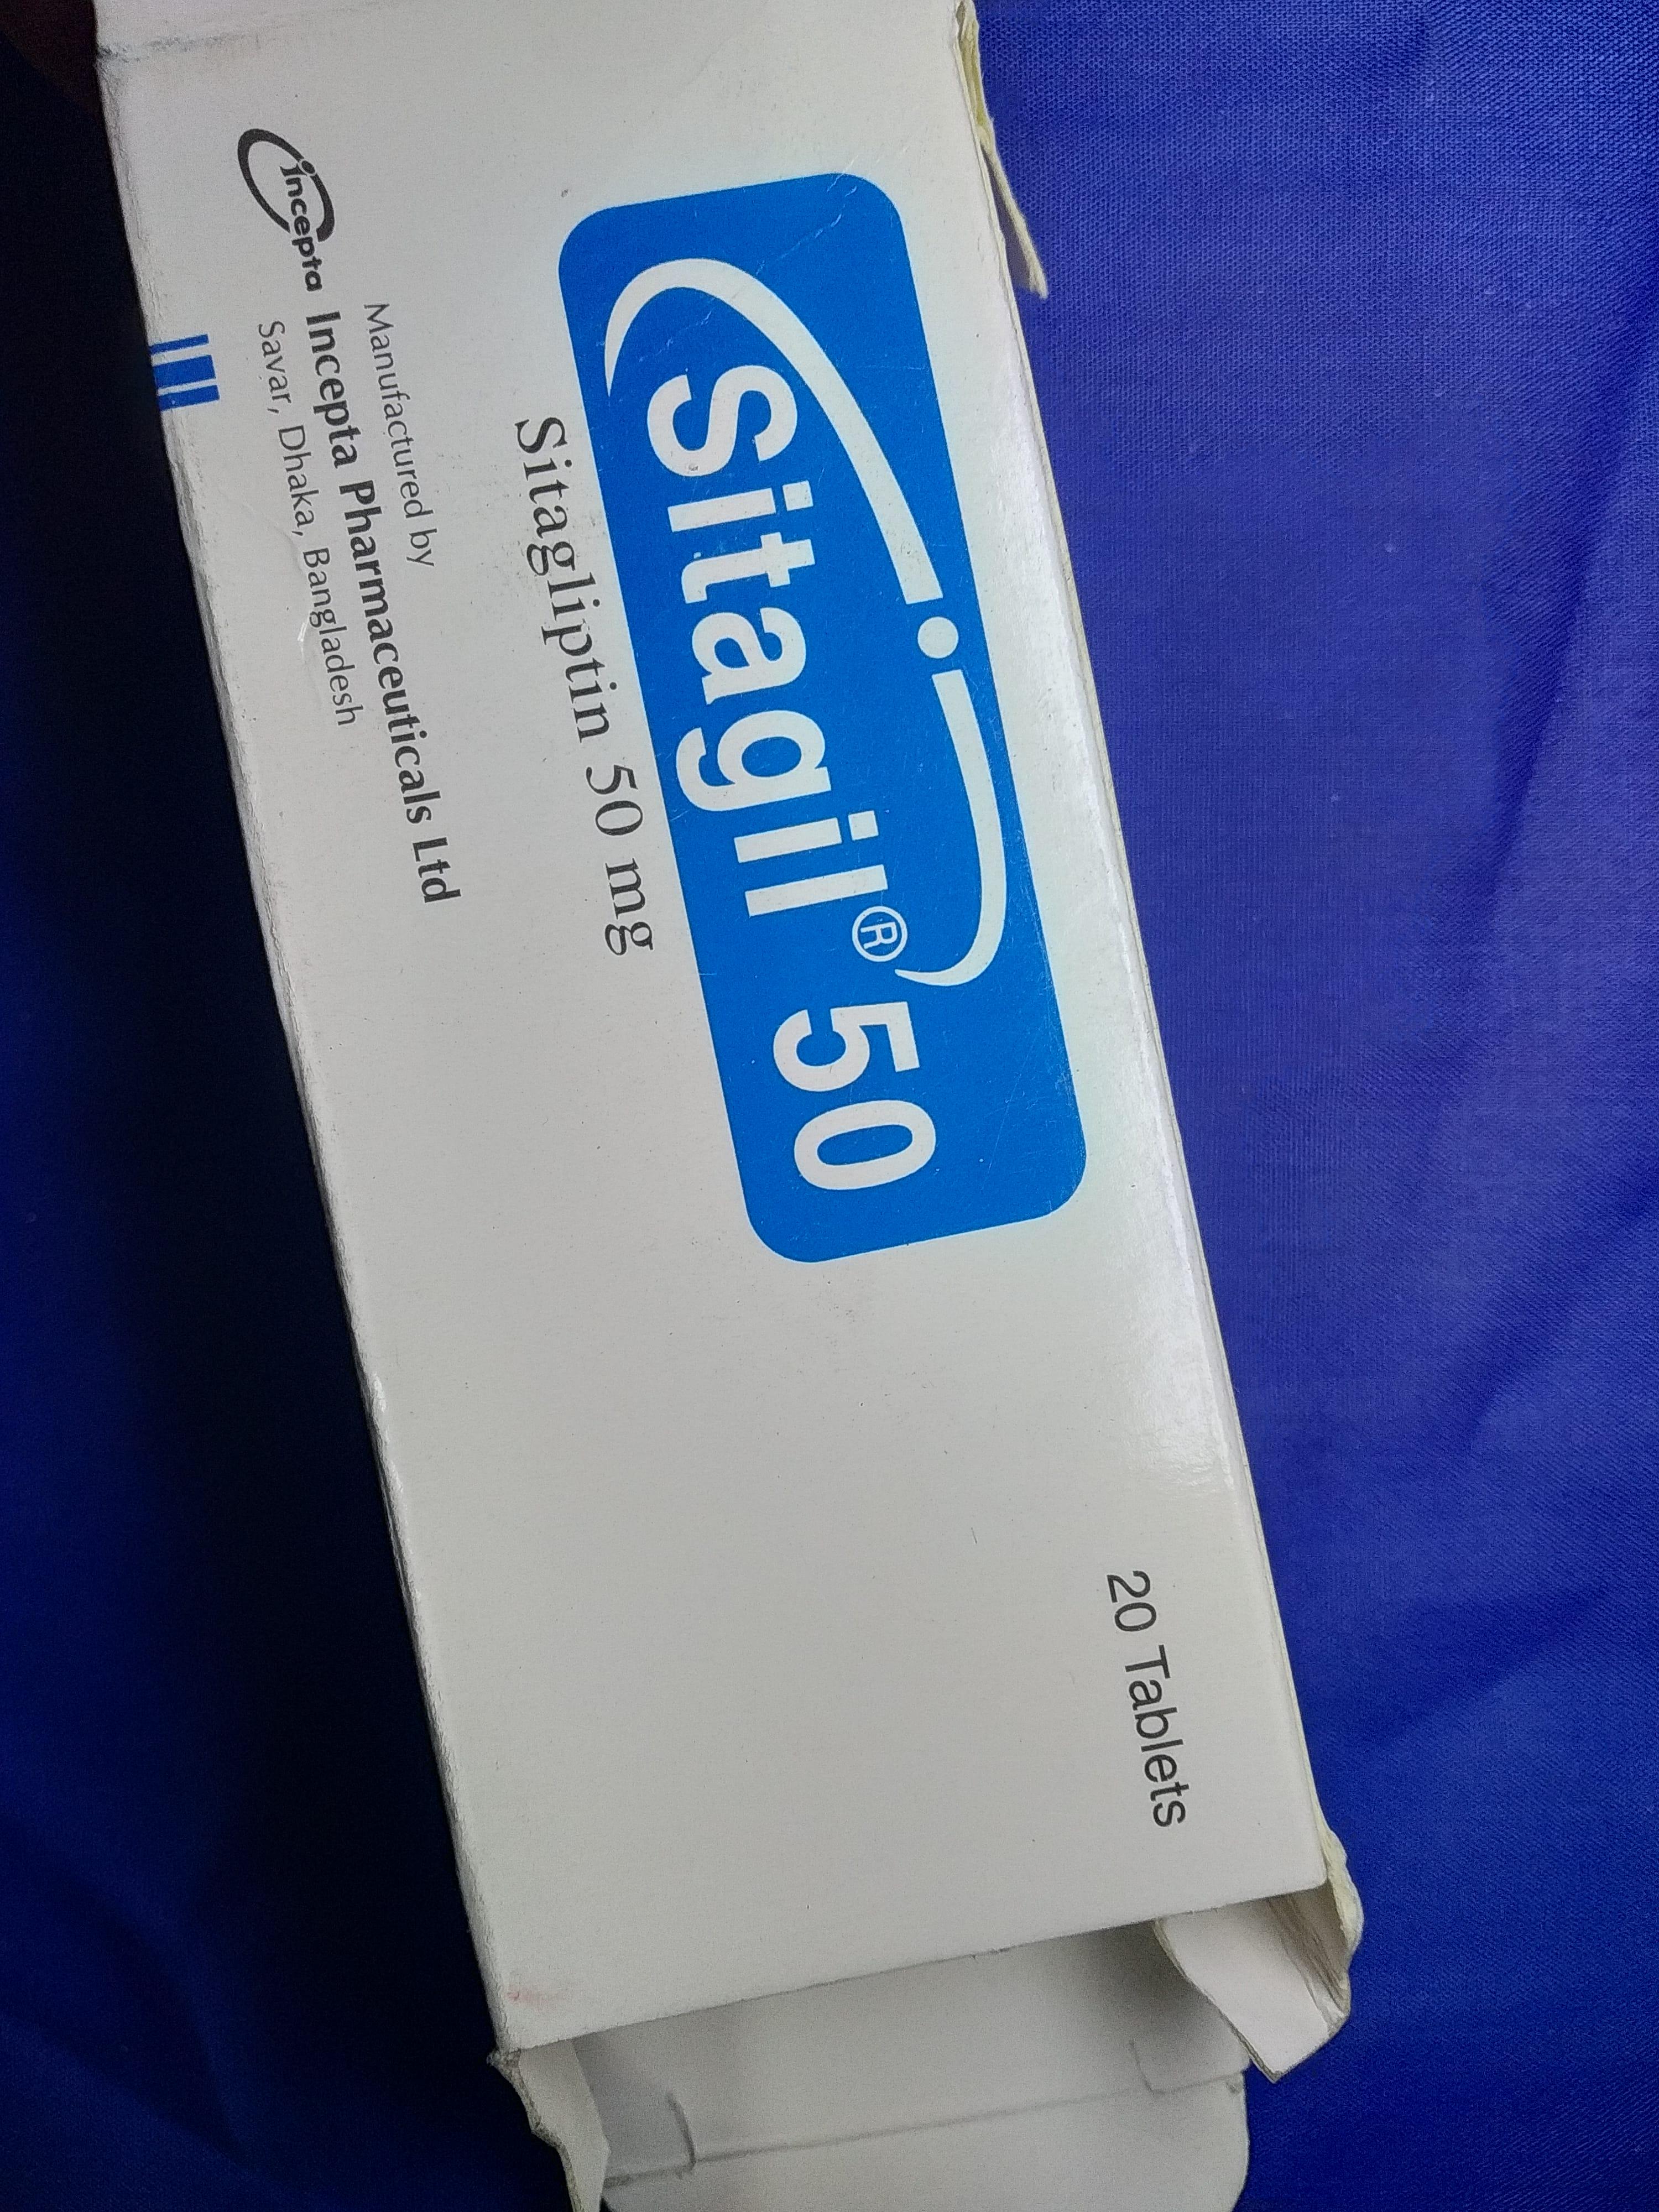 20 Tablets
Sitagil® 50
Sitagliptin 50 mg
Manufactured by
incepta Incepta Pharmaceuticals Ltd
Savar, Dhaka, Bangladesh